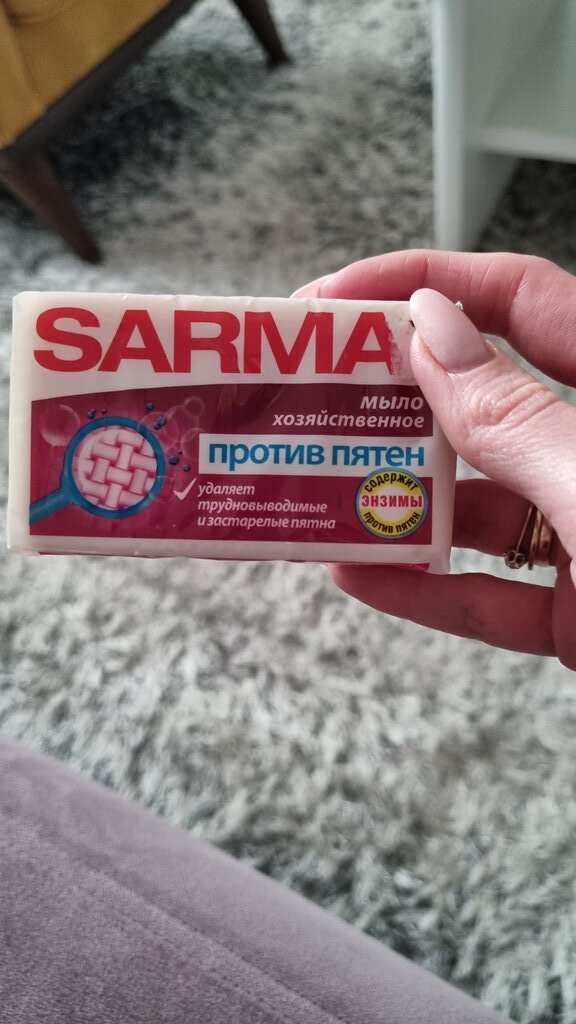 SARMA
мыло
хозяйственное
против пятен
удаляет
трудновыводимые
и застарелые пятна
содержит
энзимы
против пятен